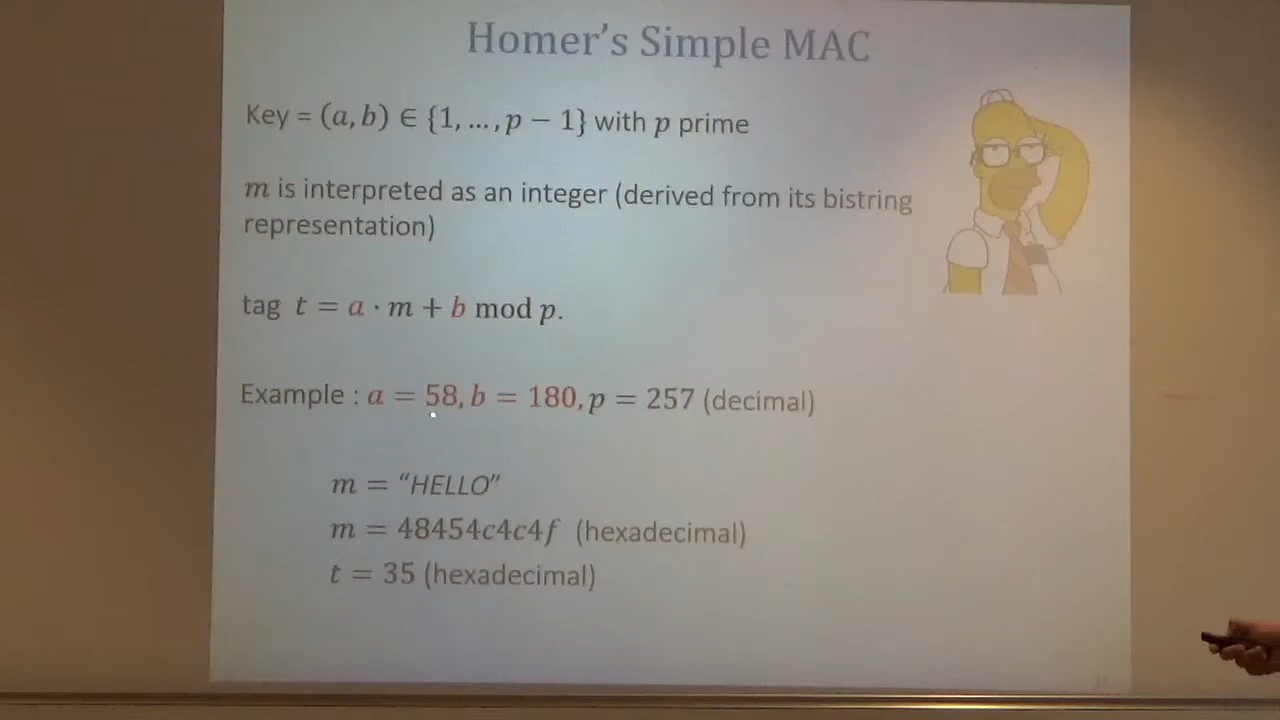 Homer's Simple MAC
Key = (a, b) ∈ {1, ..., p − 1} with p prime
m is interpreted as an integer (derived from its bistring
representation)
tag t = a · m + b mod p.
Example : a = 58, b = 180, p = 257 (decimal)
m = "HELLO"
m = 48454c4c4f (hexadecimal)
t = 35 (hexadecimal)